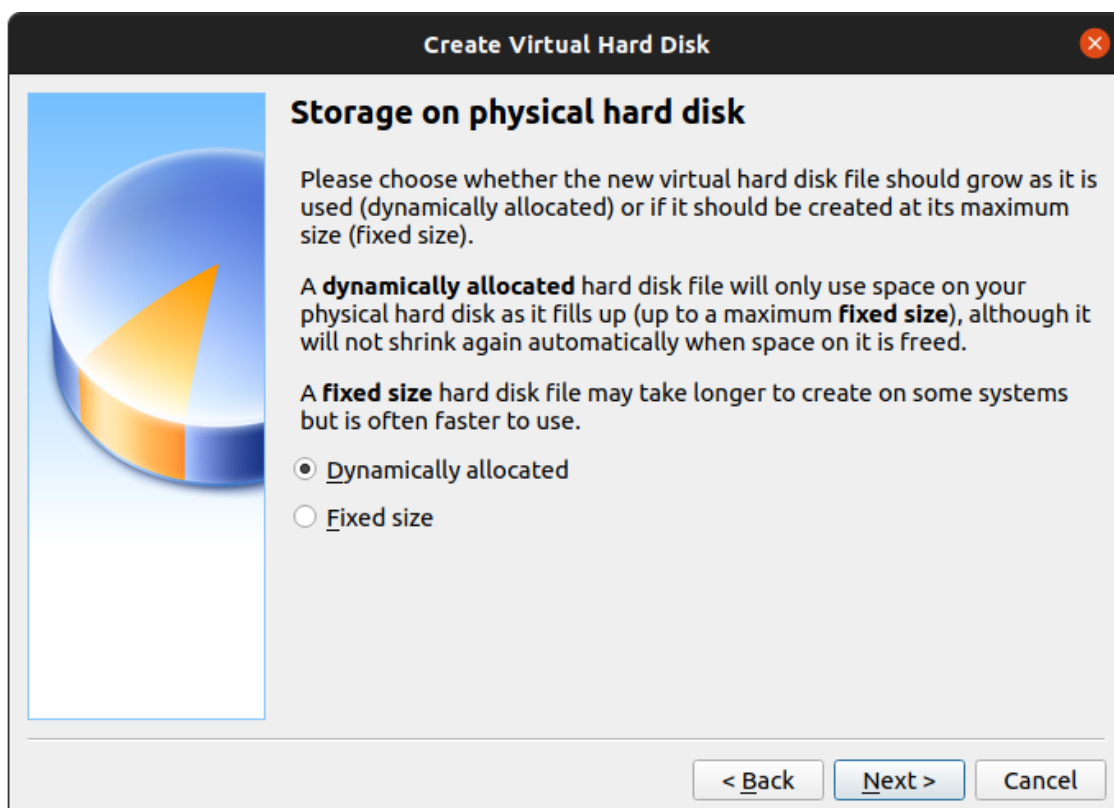 Create Virtual Hard Disk
Storage on physical hard disk
Please choose whether the new virtual hard disk file should grow as it is
used (dynamically allocated) or if it should be created at its maximum
size (fixed size).
A dynamically allocated hard disk file will only use space on your
physical hard disk as it fills up (up to a maximum fixed size), although it
will not shrink again automatically when space on it is freed.
A fixed size hard disk file may take longer to create on some systems
but is often faster to use.
Dynamically allocated
Fixed size
< Back Next > Cancel